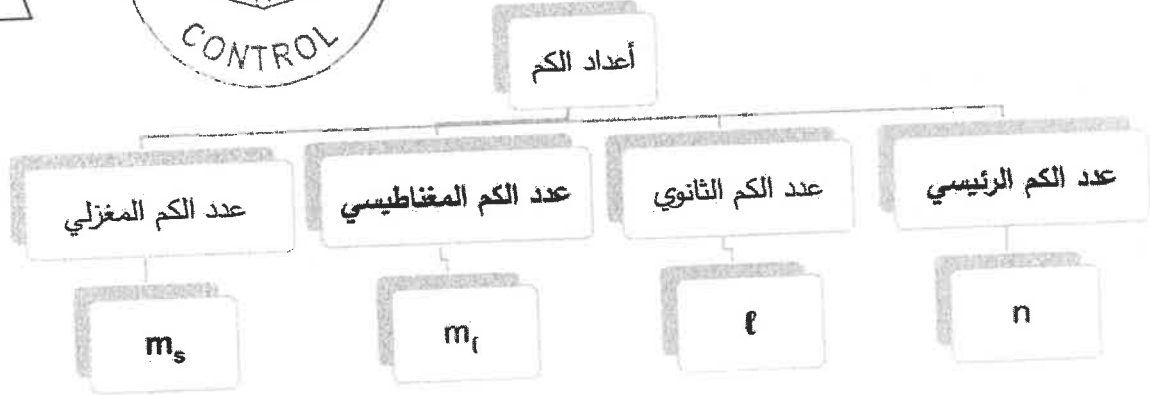 CONTROL
أعداد الكم
عدد الكم الرئيسي
عدد الكم الثانوي
عدد الكم المغناطيسي
عدد الكم المغزلي
n
ℓ
mₗ
mₛ